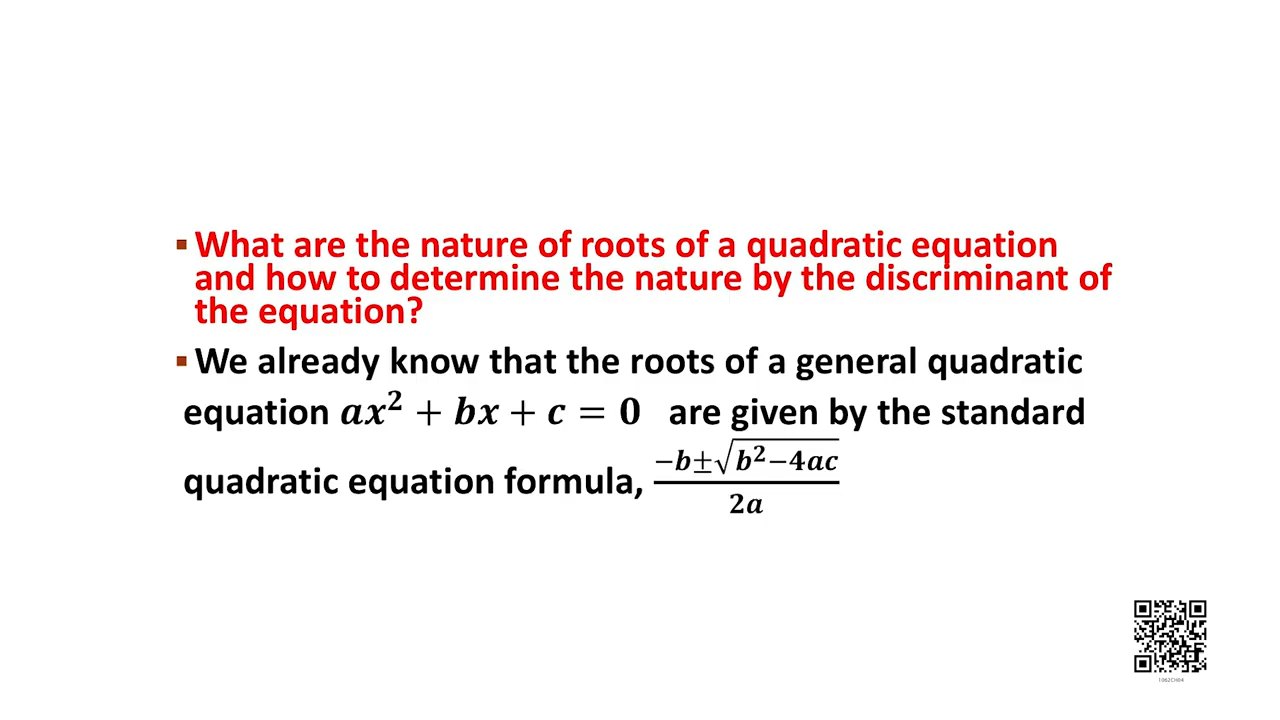 ▪ What are the nature of roots of a quadratic equation
and how to determine the nature by the discriminant of
the equation?
▪ We already know that the roots of a general quadratic
equation ax² + bx + c = 0 are given by the standard
quadratic equation formula, (−b±√(b²−4ac))/(2a)
1062CH04